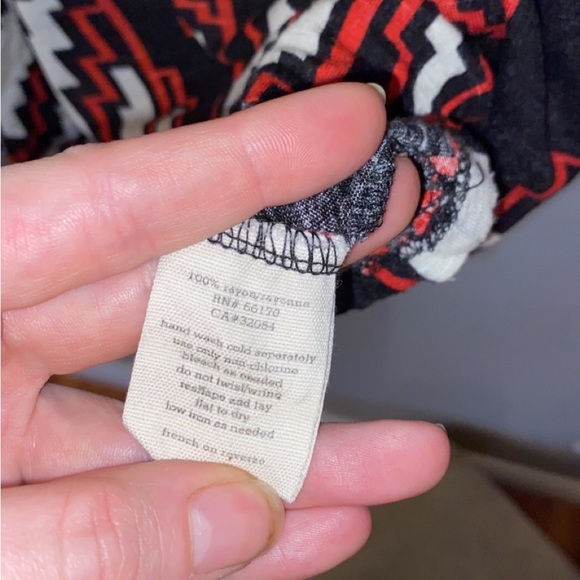 100% rayon/rayonne
RN# 66170
CA#32084
hand wash cold separately
use only non-chlorine
bleach as needed
do not twist/wring
reshape and lay
flat to dry
low iron as needed
french on reverse